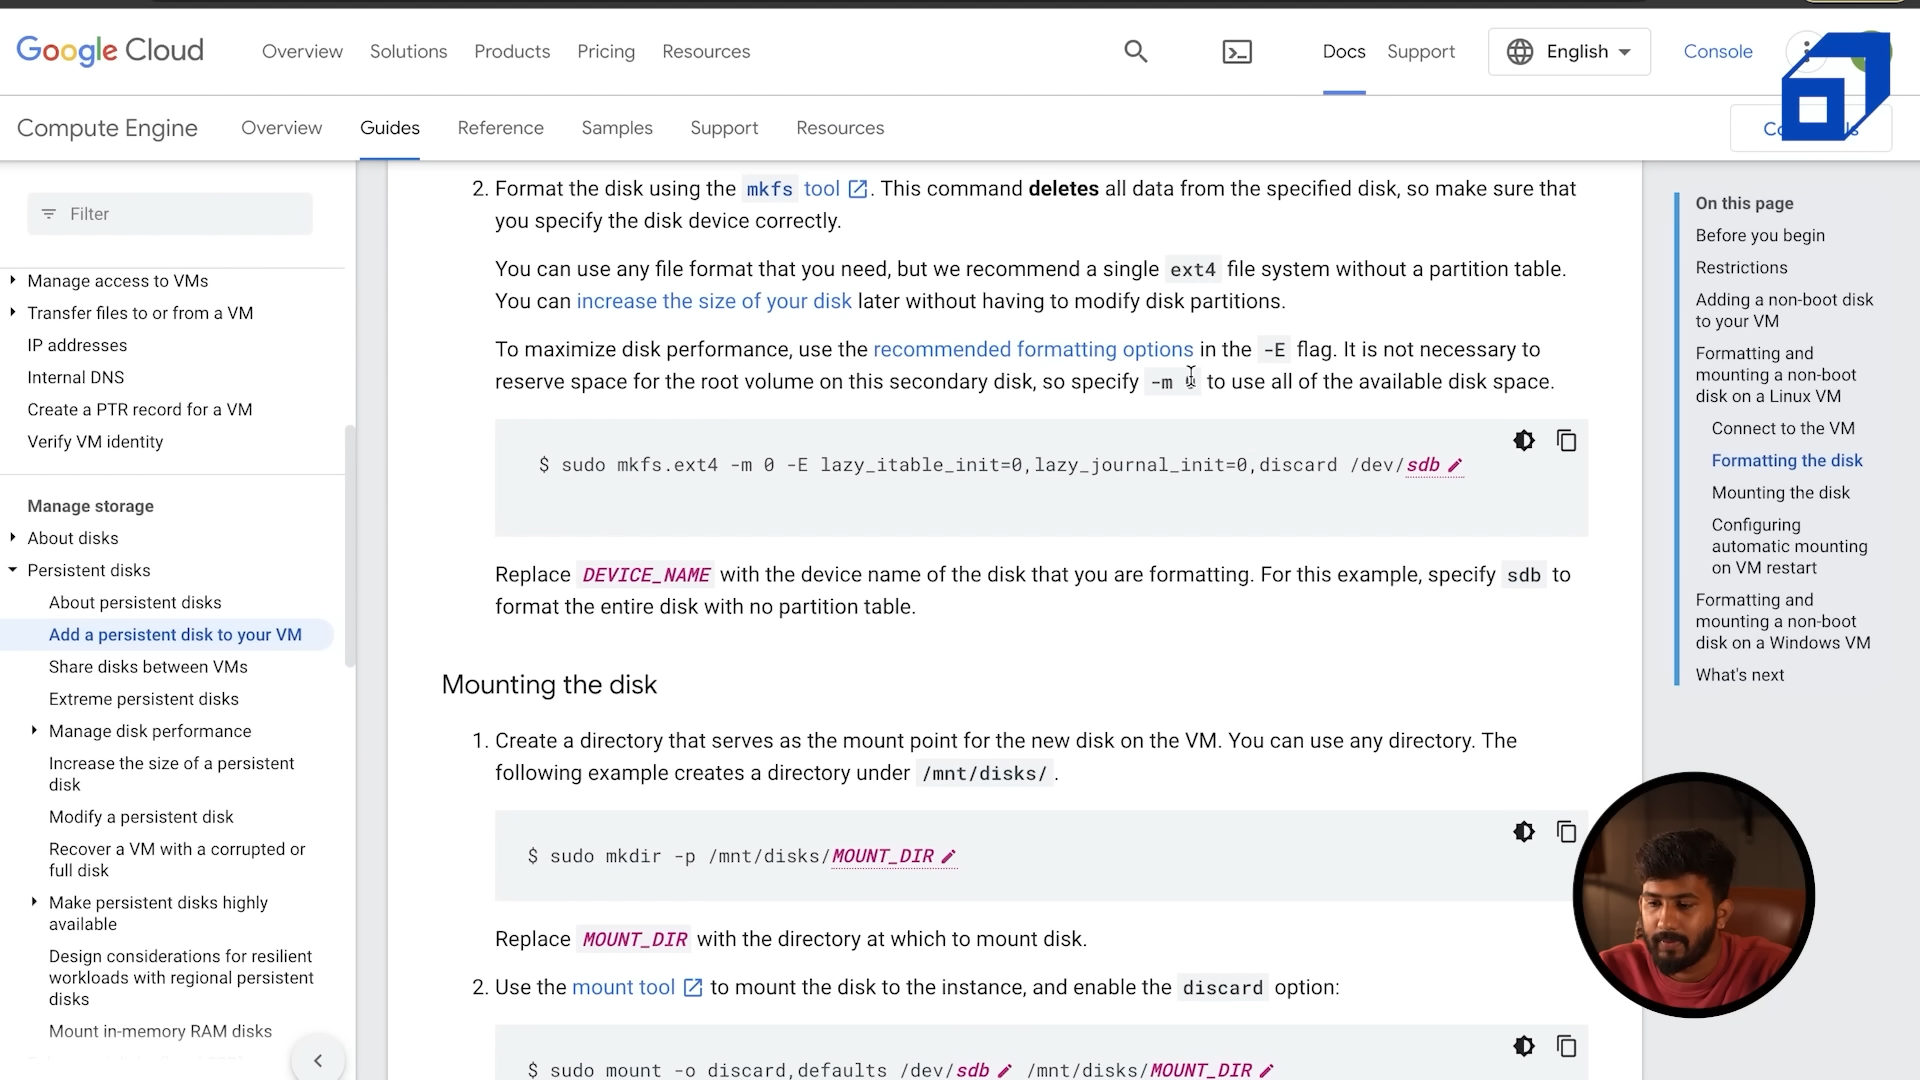 Google Cloud
Overview
Solutions
Products
Pricing
Resources
Docs
Support
English
Console
Compute Engine
Overview
Guides
Reference
Samples
Support
Resources
Filter
Manage access to VMs
Transfer files to or from a VM
IP addresses
Internal DNS
Create a PTR record for a VM
Verify VM identity
Manage storage
About disks
Persistent disks
About persistent disks
Add a persistent disk to your VM
Share disks between VMs
Extreme persistent disks
Manage disk performance
Increase the size of a persistent
disk
Modify a persistent disk
Recover a VM with a corrupted or
full disk
Make persistent disks highly
available
Design considerations for resilient
workloads with regional persistent
disks
Mount in-memory RAM disks
2. Format the disk using the mkfs tool. This command deletes all data from the specified disk, so make sure that
you specify the disk device correctly.
You can use any file format that you need, but we recommend a single ext4 file system without a partition table.
You can increase the size of your disk later without having to modify disk partitions.
To maximize disk performance, use the recommended formatting options in the -E flag. It is not necessary to
reserve space for the root volume on this secondary disk, so specify -m to use all of the available disk space.
$ sudo mkfs.ext4 -m 0 -E lazy_itable_init=0,lazy_journal_init=0,discard /dev/sdb
Replace DEVICE_NAME with the device name of the disk that you are formatting. For this example, specify sdb to
format the entire disk with no partition table.
Mounting the disk
1. Create a directory that serves as the mount point for the new disk on the VM. You can use any directory. The
following example creates a directory under /mnt/disks/ .
$ sudo mkdir -p /mnt/disks/MOUNT_DIR
Replace MOUNT_DIR with the directory at which to mount disk.
2. Use the mount tool to mount the disk to the instance, and enable the discard option:
$ sudo mount -o discard,defaults /dev/sdb /mnt/disks/MOUNT_DIR
On this page
Before you begin
Restrictions
Adding a non-boot disk
to your VM
Formatting and
mounting a non-boot
disk on a Linux VM
Connect to the VM
Formatting the disk
Mounting the disk
Configuring
automatic mounting
on VM restart
Formatting and
mounting a non-boot
disk on a Windows VM
What's next